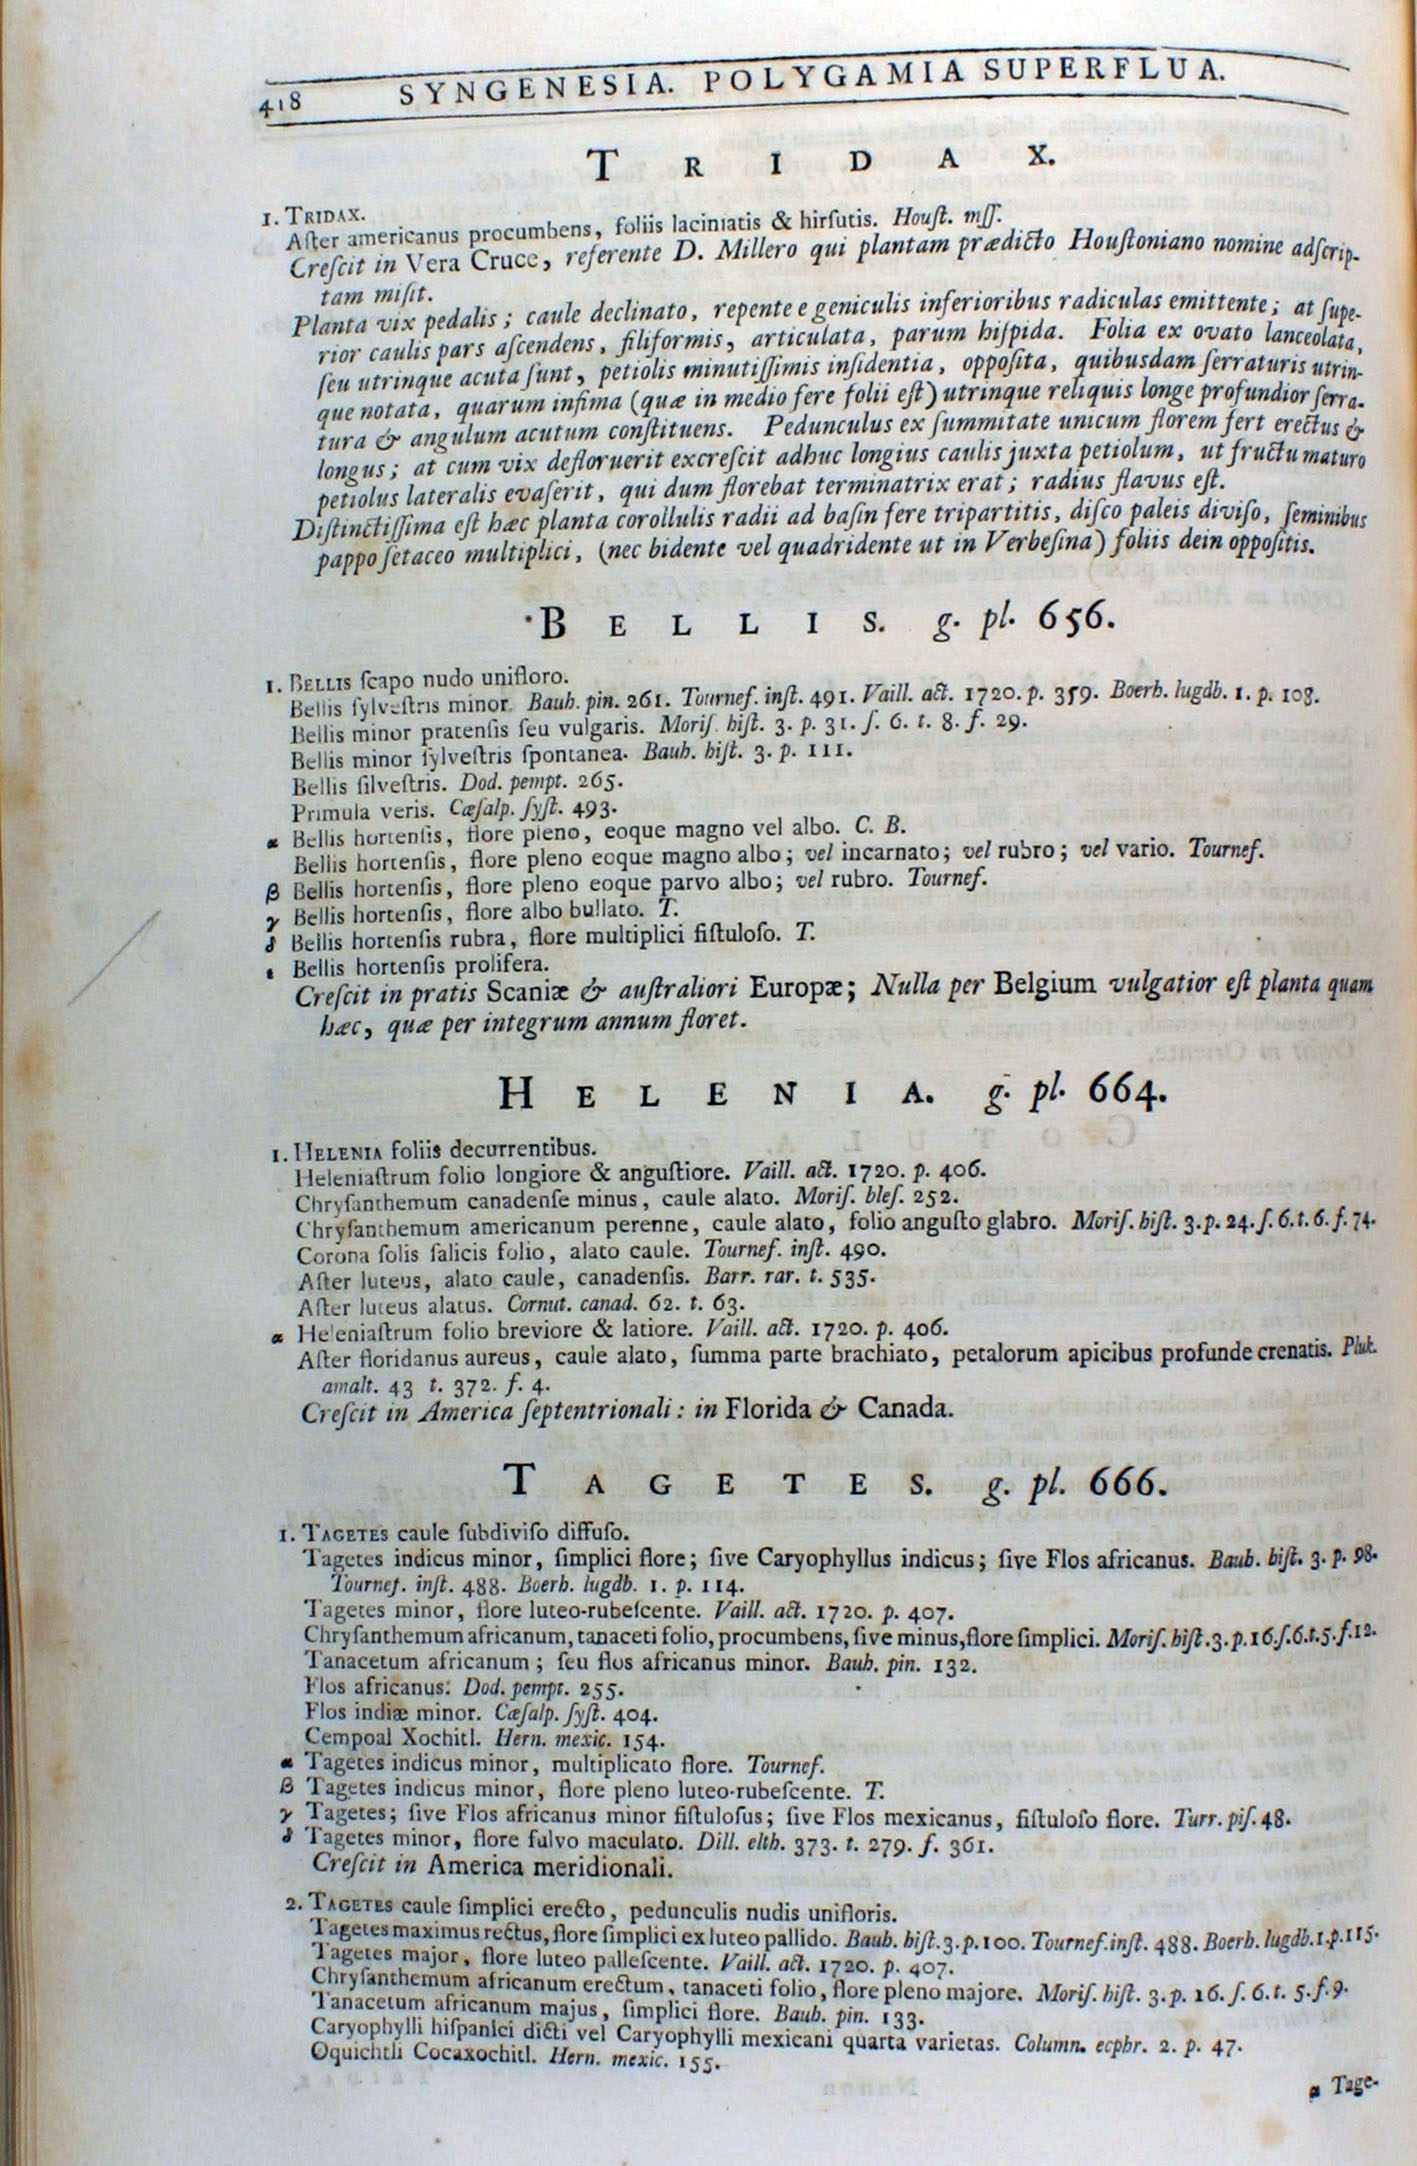 418 SYNGENESIA. POLYGAMIA SUPERFLUA.
TRIDAX.
1. TRIDAX.
Aſter americanus procumbens, foliis laciniatis & hirſutis. Houſt. mſſ.
Creſcit in Vera Cruce, referente D. Millero qui plantam prædicto Houſtoniano nomine adſcrip-
tam miſit.
Planta vix pedalis; caule declinato, repente e geniculis inferioribus radiculas emittente; at ſupe-
rior caulis pars aſcendens, filiformis, articulata, parum hiſpida. Folia ex ovato lanceolata,
ſeu utrinque acuta ſunt, petiolis minutiſſimis inſidentia, oppoſita, quibusdam ſerraturis utrin-
que notata, quarum infima (quæ in medio fere folii eſt) utrinque reliquis longe profundior ſerra-
tura & angulum acutum conſtituens. Pedunculus ex ſummitate unicum florem fert erectus &
longus; at cum vix defloruerit excreſcit adhuc longius caulis juxta petiolum, ut fructu maturo
petiolus lateralis evaſerit, qui dum florebat terminatrix erat; radius flavus eſt.
Diſtinctiſſima eſt hæc planta corollulis radii ad baſin fere tripartitis, diſco paleis diviſo, ſeminibus
pappo ſetaceo multiplici, (nec bidente vel quadridente ut in Verbeſina) foliis dein oppoſitis.
BELLIS. g. pl. 656.
1. BELLIS ſcapo nudo unifloro.
Bellis ſylveſtris minor. Bauh. pin. 261. Tournef. inſt. 491. Vaill. act. 1720. p. 359. Boerh. lugdb. 1. p. 108.
Bellis minor pratenſis ſeu vulgaris. Moriſ. hiſt. 3. p. 31. ſ. 6. t. 8. f. 29.
Bellis minor ſylveſtris ſpontanea. Bauh. hiſt. 3. p. 111.
Bellis ſilveſtris. Dod. pempt. 265.
Primula veris. Cæſalp. ſyſt. 493.
α Bellis hortenſis, flore pleno, eoque magno vel albo. C. B.
Bellis hortenſis, flore pleno eoque magno albo; vel incarnato; vel rubro; vel vario. Tournef.
β Bellis hortenſis, flore pleno eoque parvo albo; vel rubro. Tournef.
γ Bellis hortenſis, flore albo bullato. T.
δ Bellis hortenſis rubra, flore multiplici fiſtuloſo. T.
ε Bellis hortenſis prolifera.
Creſcit in pratis Scaniæ & auſtraliori Europæ; Nulla per Belgium vulgatior eſt planta quam
hæc, quæ per integrum annum floret.
HELENIA. g. pl. 664.
1. HELENIA foliis decurrentibus.
Heleniaſtrum folio longiore & anguſtiore. Vaill. act. 1720. p. 406.
Chryſanthemum canadenſe minus, caule alato. Moriſ. bleſ. 252.
Chryſanthemum americanum perenne, caule alato, folio anguſto glabro. Moriſ. hiſt. 3. p. 24. ſ. 6. t. 6. f. 74.
Corona ſolis ſalicis folio, alato caule. Tournef. inſt. 490.
Aſter luteus, alato caule, canadenſis. Barr. rar. t. 535.
Aſter luteus alatus. Cornut. canad. 62. t. 63.
α Heleniaſtrum folio breviore & latiore. Vaill. act. 1720. p. 406.
Aſter floridanus aureus, caule alato, ſumma parte brachiato, petalorum apicibus profunde crenatis. Pluk.
amalt. 43 t. 372. f. 4.
Creſcit in America ſeptentrionali: in Florida & Canada.
TAGETES. g. pl. 666.
1. TAGETES caule ſubdiviſo diffuſo.
Tagetes indicus minor, ſimplici flore; ſive Caryophyllus indicus; ſive Flos africanus. Bauh. hiſt. 3. p. 98.
Tournef. inſt. 488. Boerh. lugdb. 1. p. 114.
Tagetes minor, flore luteo-rubeſcente. Vaill. act. 1720. p. 407.
Chryſanthemum africanum, tanaceti folio, procumbens, ſive minus, flore ſimplici. Moriſ. hiſt. 3. p. 16. ſ. 6. t. 5. f. 12.
Tanacetum africanum; ſeu flos africanus minor. Bauh. pin. 132.
Flos africanus. Dod. pempt. 255.
Flos indiæ minor. Cæſalp. ſyſt. 404.
Cempoal Xochitl. Hern. mexic. 154.
α Tagetes indicus minor, multiplicato flore. Tournef.
β Tagetes indicus minor, flore pleno luteo-rubeſcente. T.
γ Tagetes; ſive Flos africanus minor fiſtuloſus; ſive Flos mexicanus, fiſtuloſo flore. Turr. piſ. 48.
δ Tagetes minor, flore fulvo maculato. Dill. elth. 373. t. 279. f. 361.
Creſcit in America meridionali.
2. TAGETES caule ſimplici erecto, pedunculis nudis unifloris.
Tagetes maximus rectus, flore ſimplici ex luteo pallido. Bauh. hiſt. 3. p. 100. Tournef. inſt. 488. Boerh. lugdb. 1. p. 115.
Tagetes major, flore luteo palleſcente. Vaill. act. 1720. p. 407.
Chryſanthemum africanum erectum, tanaceti folio, flore pleno majore. Moriſ. hiſt. 3. p. 16. ſ. 6. t. 5. f. 9.
Tanacetum africanum majus, ſimplici flore. Bauh. pin. 133.
Caryophylli hiſpanici dicti vel Caryophylli mexicani quarta varietas. Column. ecphr. 2. p. 47.
Oquichtli Cocaxochitl. Hern. mexic. 155.
α Tage-